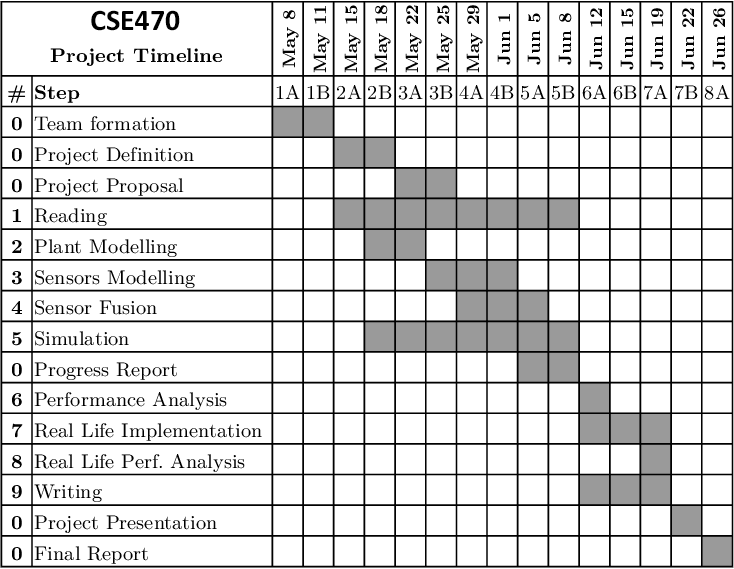 CSE470
Project Timeline
May 8 May 11 May 15 May 18 May 22 May 25 May 29 Jun 1 Jun 5 Jun 8 Jun 12 Jun 15 Jun 19 Jun 22 Jun 26
# Step 1A 1B 2A 2B 3A 3B 4A 4B 5A 5B 6A 6B 7A 7B 8A
0 Team formation
0 Project Definition
0 Project Proposal
1 Reading
2 Plant Modelling
3 Sensors Modelling
4 Sensor Fusion
5 Simulation
0 Progress Report
6 Performance Analysis
7 Real Life Implementation
8 Real Life Perf. Analysis
9 Writing
0 Project Presentation
0 Final Report